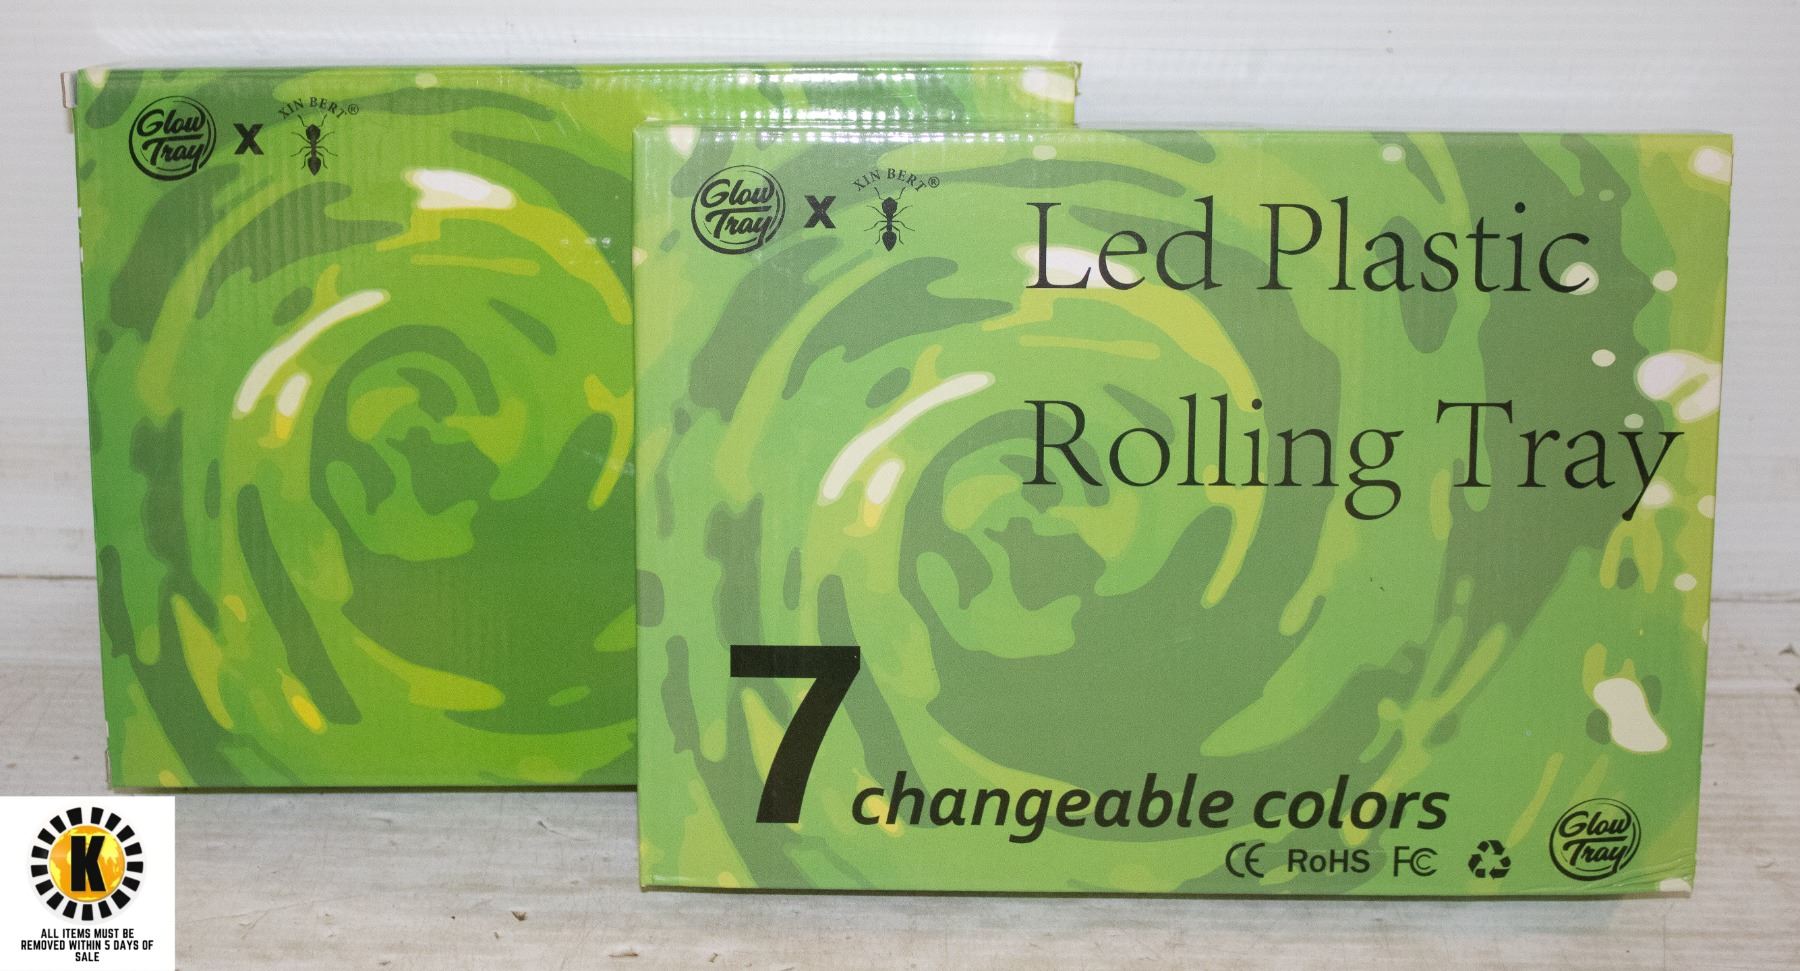 Glow
Tray
X
XIN BERT®
Glow
Tray
X
XIN BERT®
Led Plastic
Rolling Tray
7 changeable colors
CE RoHS FC
Glow
Tray
K
ALL ITEMS MUST BE
REMOVED WITHIN 5 DAYS OF
SALE